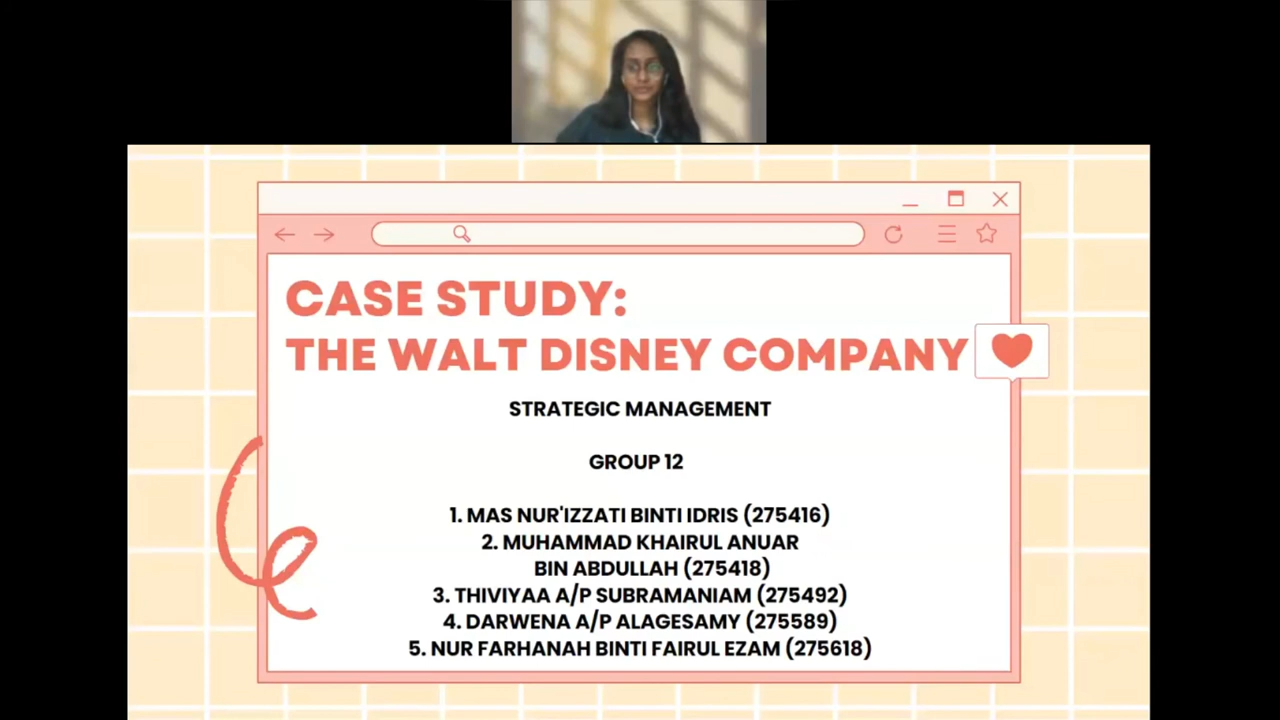 CASE STUDY:
THE WALT DISNEY COMPANY
STRATEGIC MANAGEMENT
GROUP 12
1. MAS NUR'IZZATI BINTI IDRIS (275416)
2. MUHAMMAD KHAIRUL ANUAR
BIN ABDULLAH (275418)
3. THIVIYAA A/P SUBRAMANIAM (275492)
4. DARWENA A/P ALAGESAMY (275589)
5. NUR FARHANAH BINTI FAIRUL EZAM (275618)